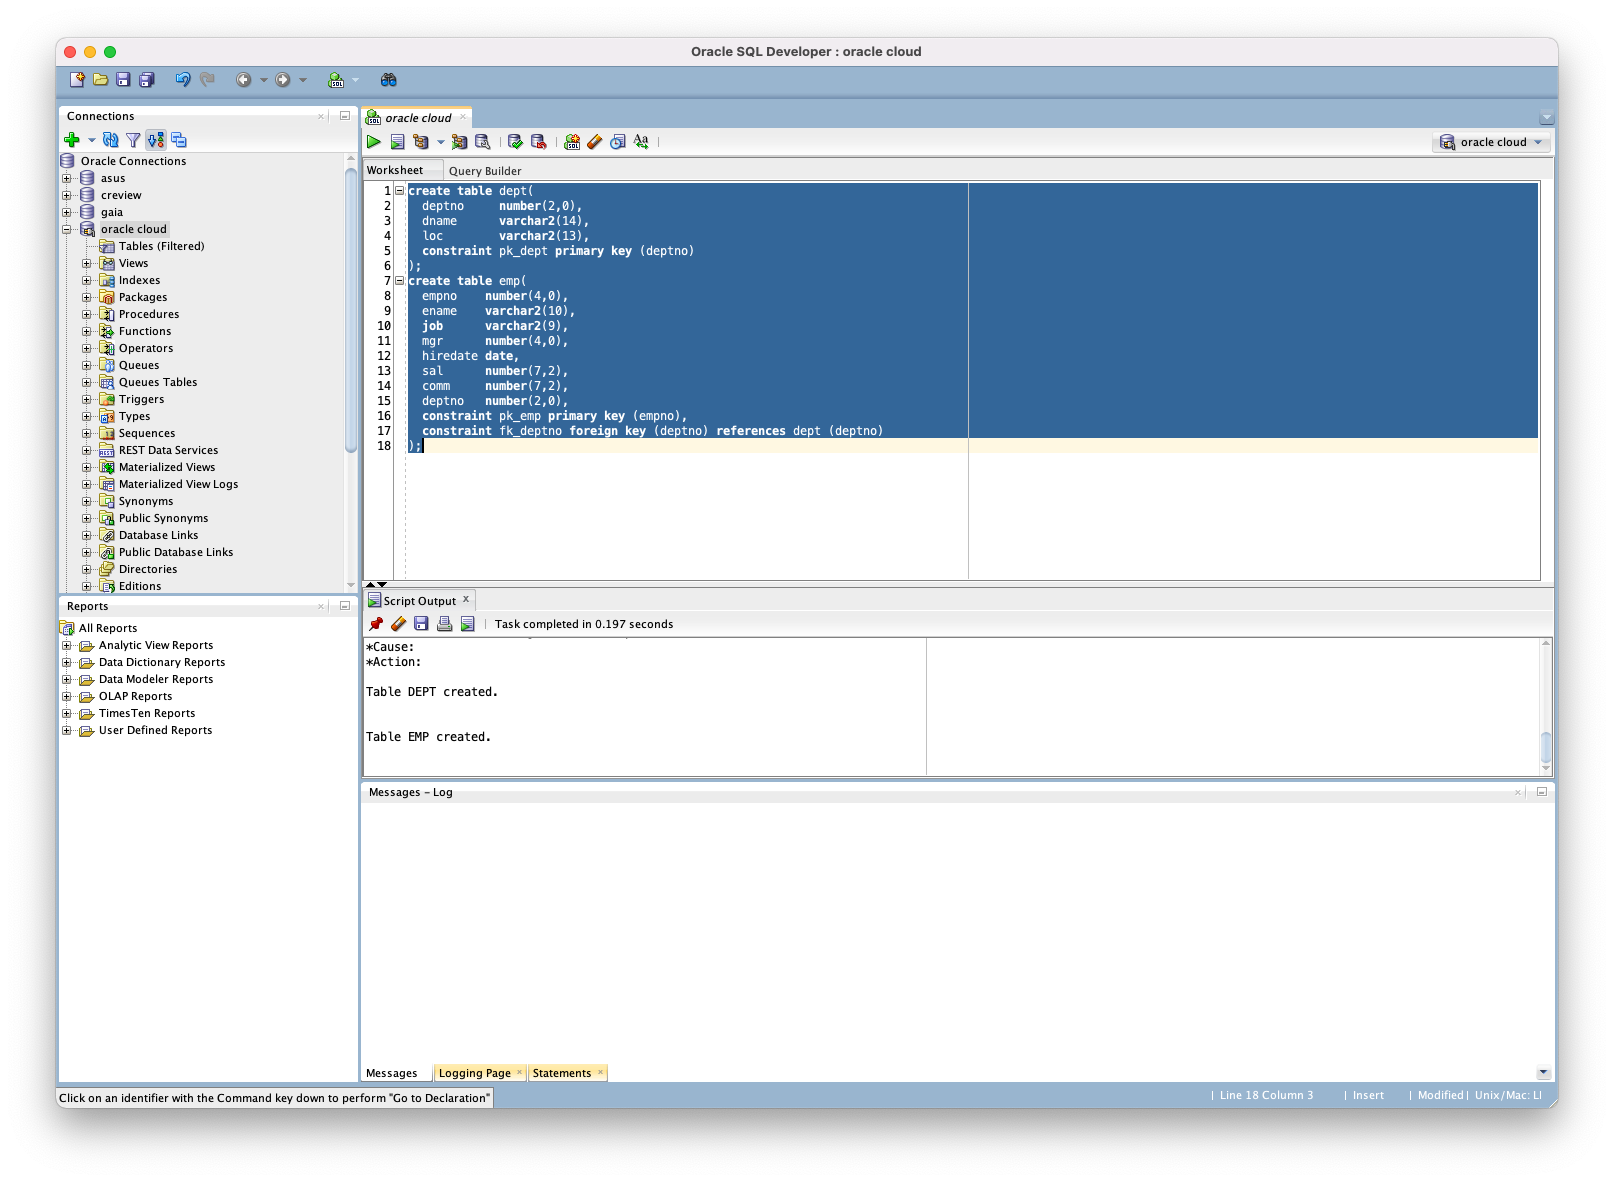 Oracle SQL Developer : oracle cloud
Connections
Oracle Connections
asus
creview
gaia
oracle cloud
Tables (Filtered)
Views
Indexes
Packages
Procedures
Functions
Operators
Queues
Queues Tables
Triggers
Types
Sequences
REST Data Services
Materialized Views
Materialized View Logs
Synonyms
Public Synonyms
Database Links
Public Database Links
Directories
Editions
Reports
All Reports
Analytic View Reports
Data Dictionary Reports
Data Modeler Reports
OLAP Reports
TimesTen Reports
User Defined Reports
oracle cloud
oracle cloud
Worksheet
Query Builder
1 create table dept(
2   deptno     number(2,0),
3   dname      varchar2(14),
4   loc        varchar2(13),
5   constraint pk_dept primary key (deptno)
6 );
7 create table emp(
8   empno    number(4,0),
9   ename    varchar2(10),
10   job      varchar2(9),
11   mgr      number(4,0),
12   hiredate date,
13   sal      number(7,2),
14   comm     number(7,2),
15   deptno   number(2,0),
16   constraint pk_emp primary key (empno),
17   constraint fk_deptno foreign key (deptno) references dept (deptno)
18 );
Script Output
Task completed in 0.197 seconds
*Cause:
*Action:
Table DEPT created.
Table EMP created.
Messages - Log
Messages
Logging Page
Statements
Click on an identifier with the Command key down to perform "Go to Declaration"
| Line 18 Column 3 | Insert | Modified | Unix/Mac: LI